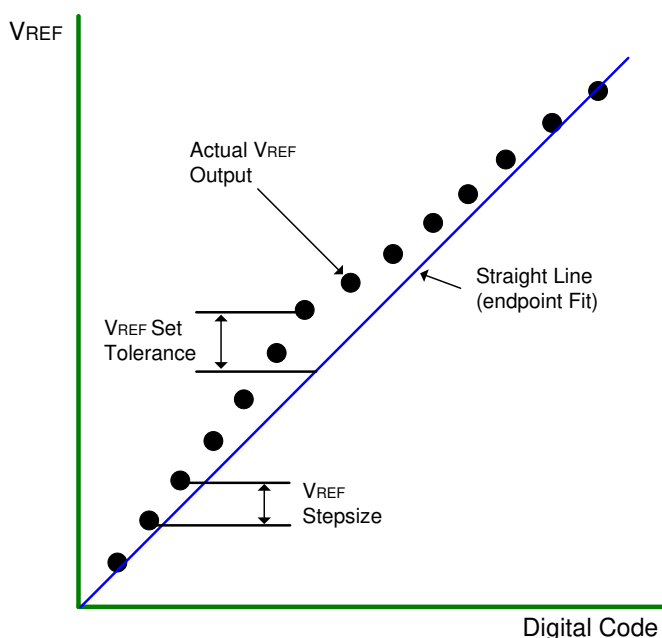 VREF
Actual VREF
Output
Straight Line
(endpoint Fit)
VREF Set
Tolerance
VREF
Stepsize
Digital Code